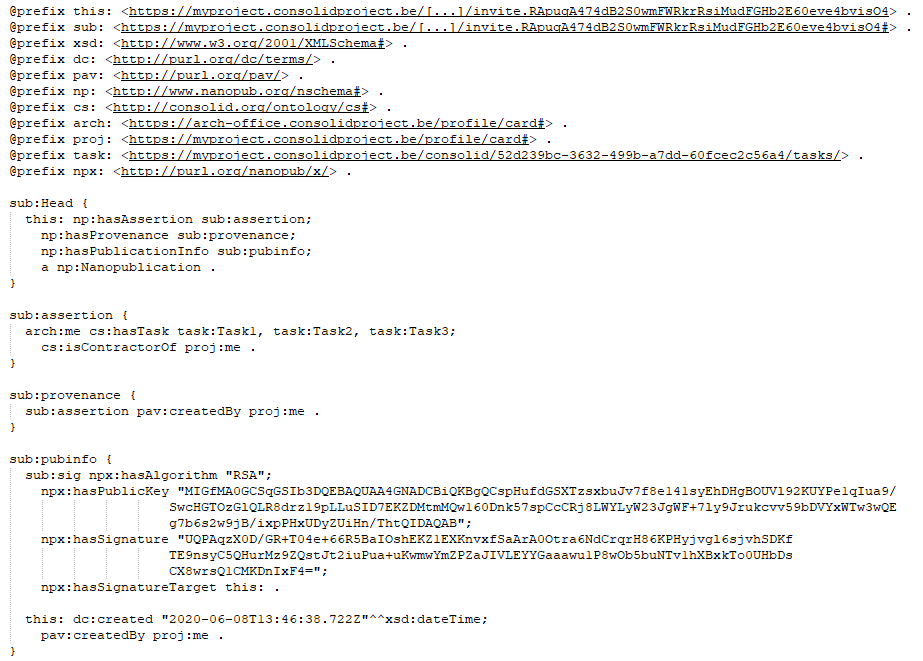 @prefix this: <https://myproject.consolidproject.be/[...]/invite.RApuqA474dB2S0wmFWRkrRsiMudFGHb2E60eve4bvisO4> .
@prefix sub: <https://myproject.consolidproject.be/[...]/invite.RApuqA474dB2S0wmFWRkrRsiMudFGHb2E60eve4bvisO4#> .
@prefix xsd: <http://www.w3.org/2001/XMLSchema#> .
@prefix dc: <http://purl.org/dc/terms/> .
@prefix pav: <http://purl.org/pav/> .
@prefix np: <http://www.nanopub.org/nschema#> .
@prefix cs: <http://consolid.org/ontology/cs#> .
@prefix arch: <https://arch-office.consolidproject.be/profile/card#> .
@prefix proj: <https://myproject.consolidproject.be/profile/card#> .
@prefix task: <https://myproject.consolidproject.be/consolid/52d239bc-3632-499b-a7dd-60fcec2c56a4/tasks/> .
@prefix npx: <http://purl.org/nanopub/x/> .
sub:Head {
this: np:hasAssertion sub:assertion;
np:hasProvenance sub:provenance;
np:hasPublicationInfo sub:pubinfo;
a np:Nanopublication .
}
sub:assertion {
arch:me cs:hasTask task:Task1, task:Task2, task:Task3;
cs:isContractorOf proj:me .
}
sub:provenance {
sub:assertion pav:createdBy proj:me .
}
sub:pubinfo {
sub:sig npx:hasAlgorithm "RSA";
npx:hasPublicKey "MIGfMA0GCSqGSIb3DQEBAQUAA4GNADCBiQKBgQCspHufdGSXTzsxbuJv7f8e141syEhDHgBOUVl92KUYPe1qIua9/
SwcHGTOzGlQLR8drz19pLLuSID7EKZDMtmMQw160Dnk57spCcCRj8LWYLyW23JgWF+7ly9Jrukcvv59bDVYxWTw3wQE
g7b6s2w9jB/ixpPHxUDyZUiHn/ThtQIDAQAB";
npx:hasSignature "UQPAqzX0D/GR+T04e+66R5BaIOshEKZ1EXKnvxfSaArA0Otra6NdCrqrH86KPHyjvgl6sjvhSDKf
TE9nsyC5QHurMz9ZQstJt2iuPua+uKwmwYmZPZaJIVLEYYGaaawu1P8wOb5buNTvlhXBxkTo0UHbDs
CX8wrsQ1CMKDnIxF4=";
npx:hasSignatureTarget this: .
this: dc:created "2020-06-08T13:46:38.722Z"^^xsd:dateTime;
pav:createdBy proj:me .
}